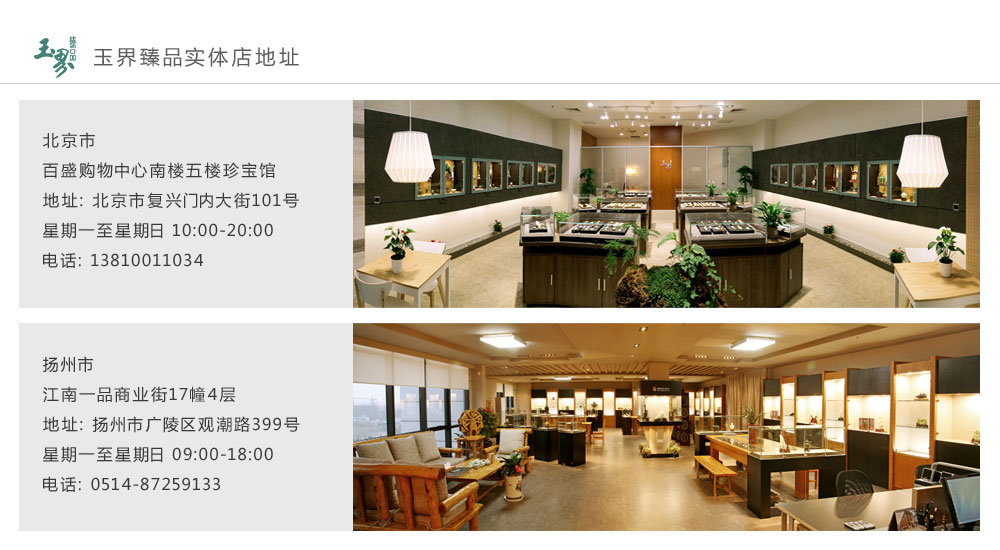 玉界
臻品
玉界臻品实体店地址
北京市
百盛购物中心南楼五楼珍宝馆
地址: 北京市复兴门内大街101号
星期一至星期日 10:00-20:00
电话: 13810011034
玉界
扬州市
江南一品商业街17幢4层
地址: 扬州市广陵区观潮路399号
星期一至星期日 09:00-18:00
电话: 0514-87259133